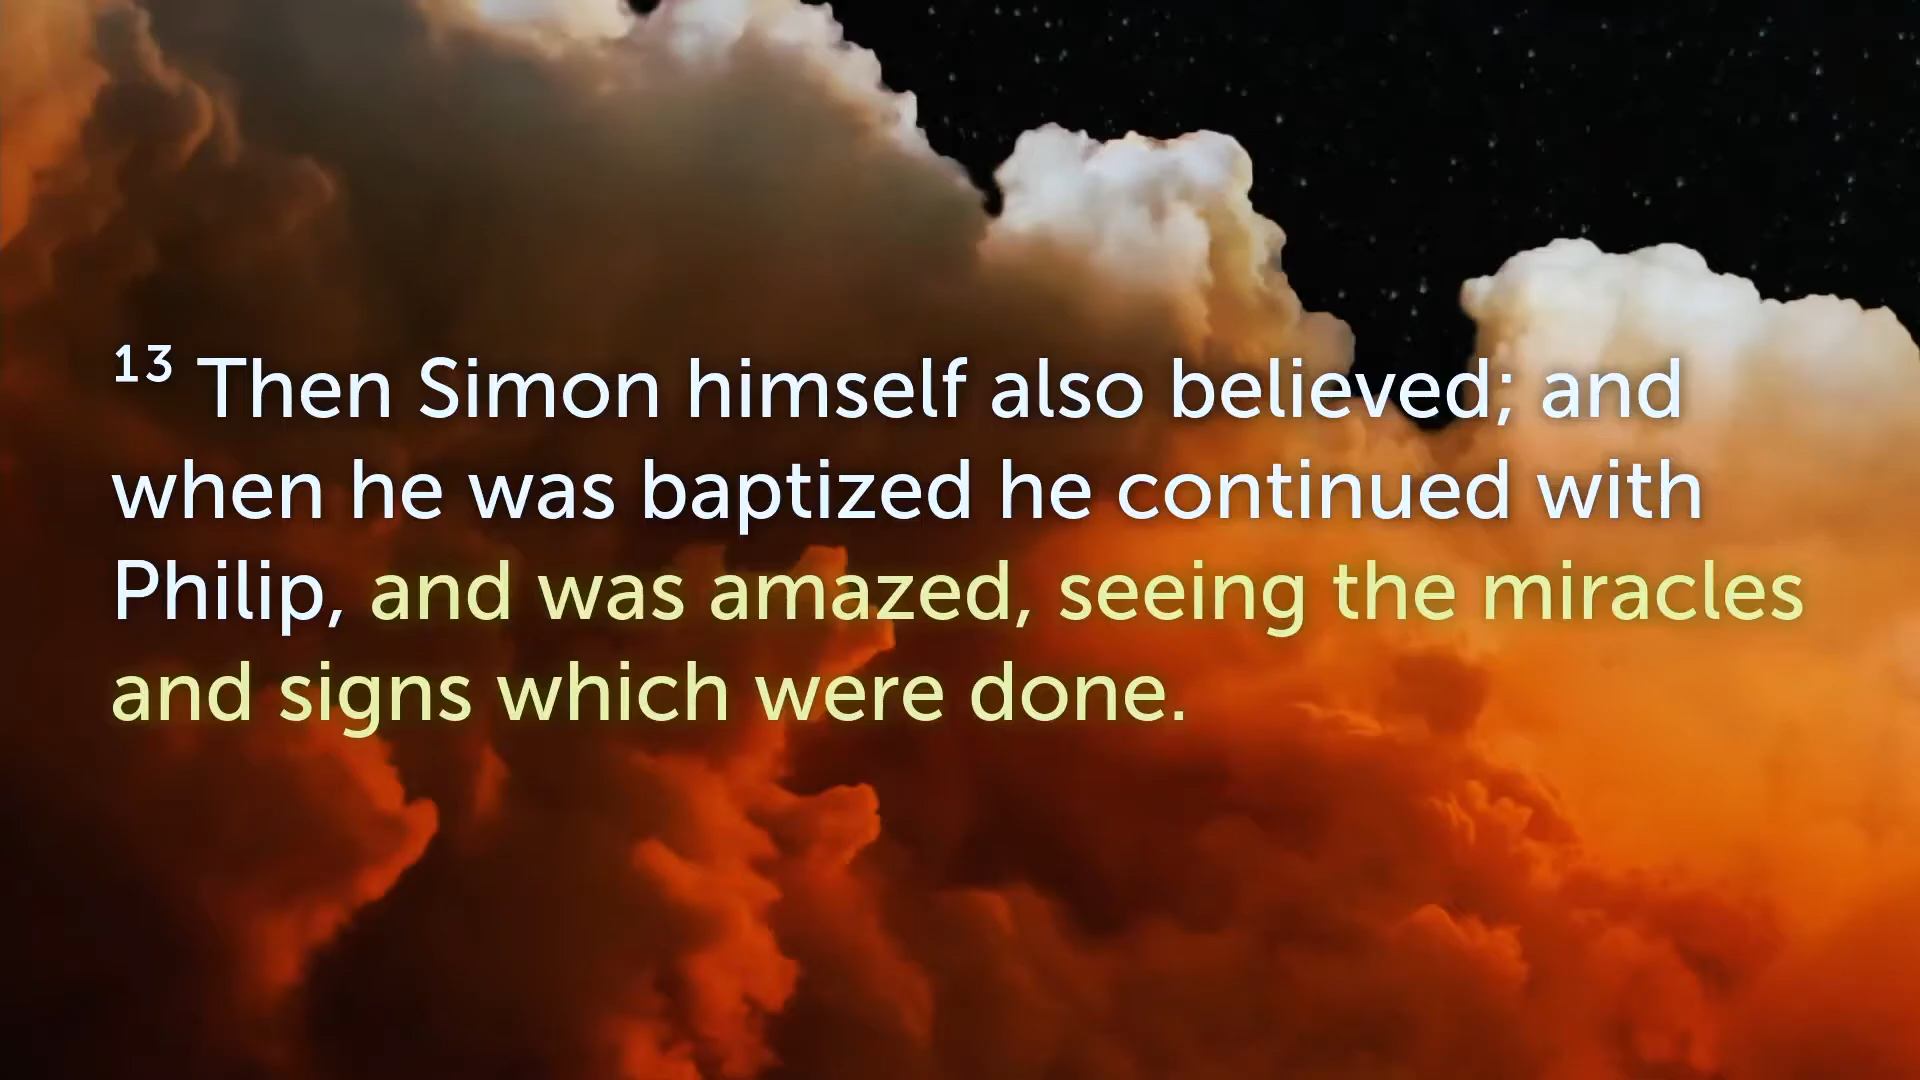 13 Then Simon himself also believed; and
when he was baptized he continued with
Philip, and was amazed, seeing the miracles
and signs which were done.